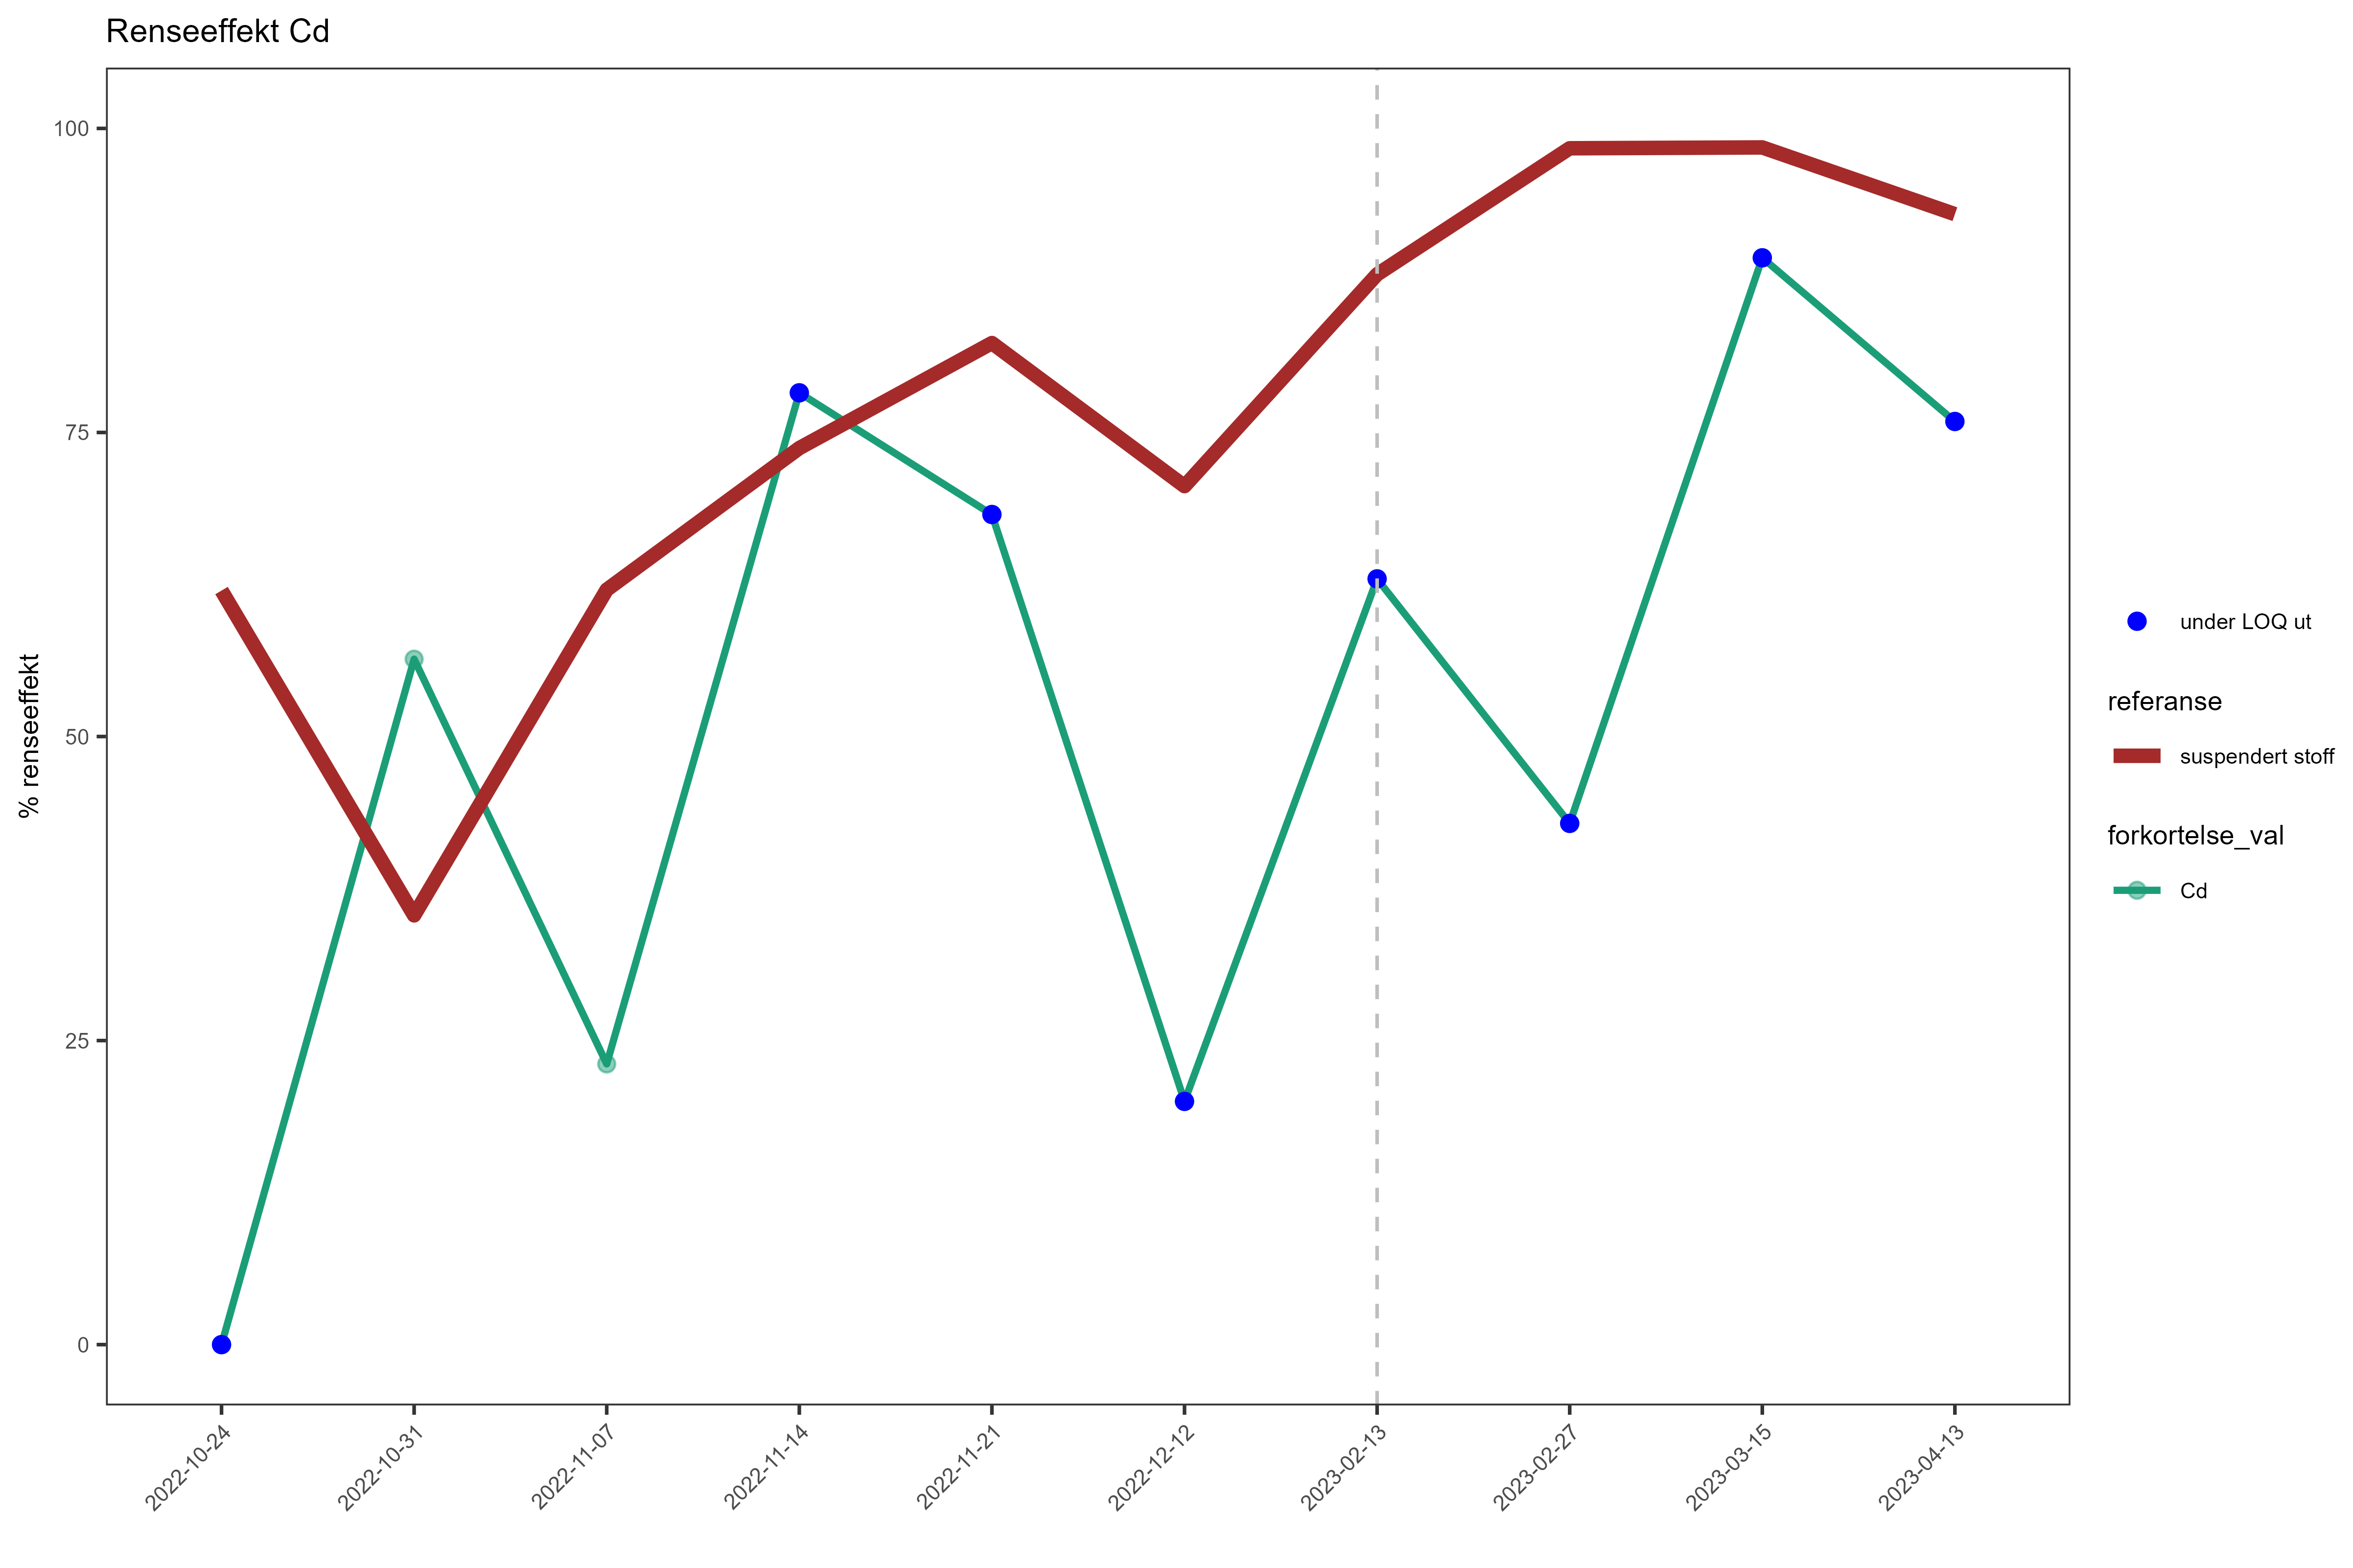 Renseeffekt Cd
% renseeffekt
100
75
50
25
0
2022-10-24
2022-10-31
2022-11-07
2022-11-14
2022-11-21
2022-12-12
2023-02-13
2023-02-27
2023-03-15
2023-04-13
under LOQ ut
referanse
suspendert stoff
forkortelse_val
Cd